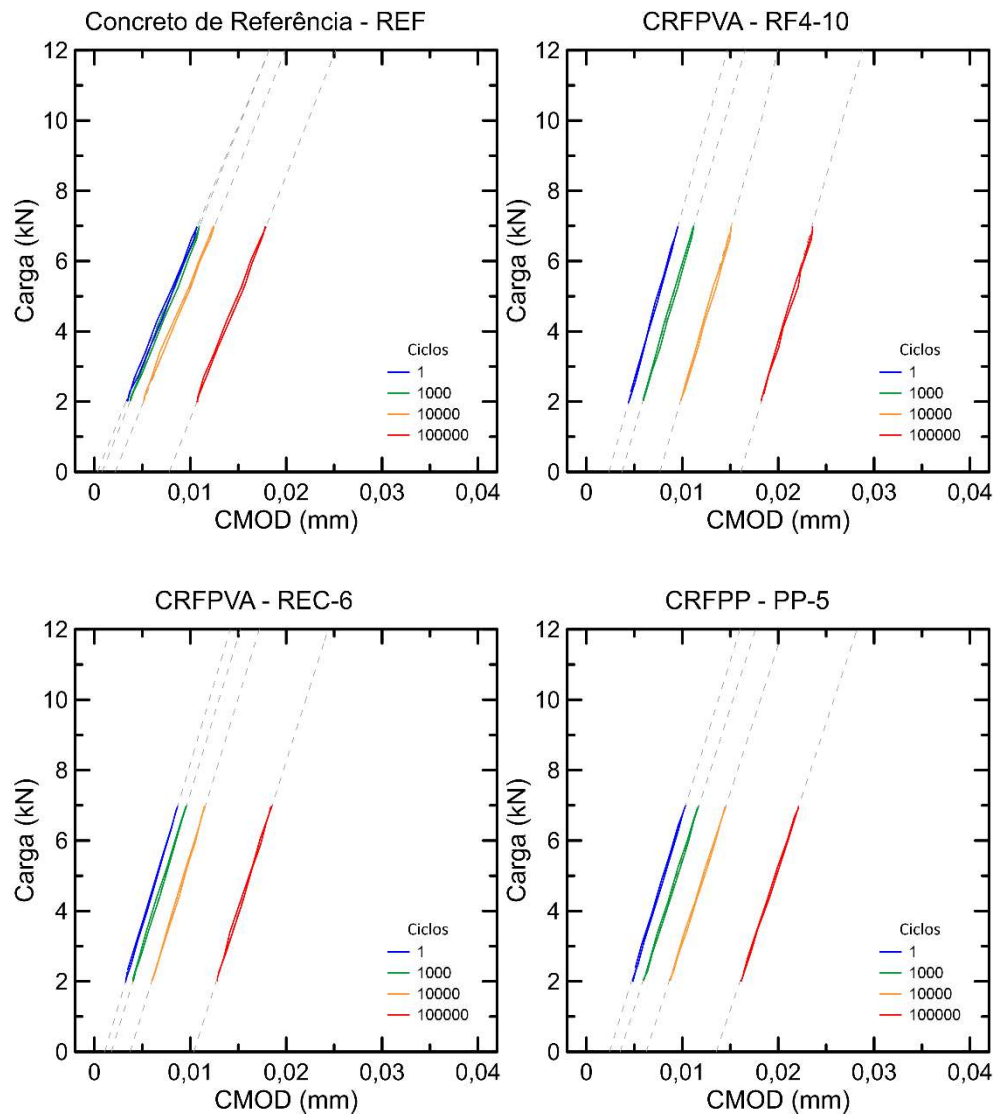 Concreto de Referência - REF
12
10
8
6
4
2
0
Carga (kN)
Ciclos
1
1000
10000
100000
0 0,01 0,02 0,03 0,04
CMOD (mm)
CRFPVA - RF4-10
12
10
8
6
4
2
0
Carga (kN)
Ciclos
1
1000
10000
100000
0 0,01 0,02 0,03 0,04
CMOD (mm)
CRFPVA - REC-6
12
10
8
6
4
2
0
Carga (kN)
Ciclos
1
1000
10000
100000
0 0,01 0,02 0,03 0,04
CMOD (mm)
CRFPP - PP-5
12
10
8
6
4
2
0
Carga (kN)
Ciclos
1
1000
10000
100000
0 0,01 0,02 0,03 0,04
CMOD (mm)